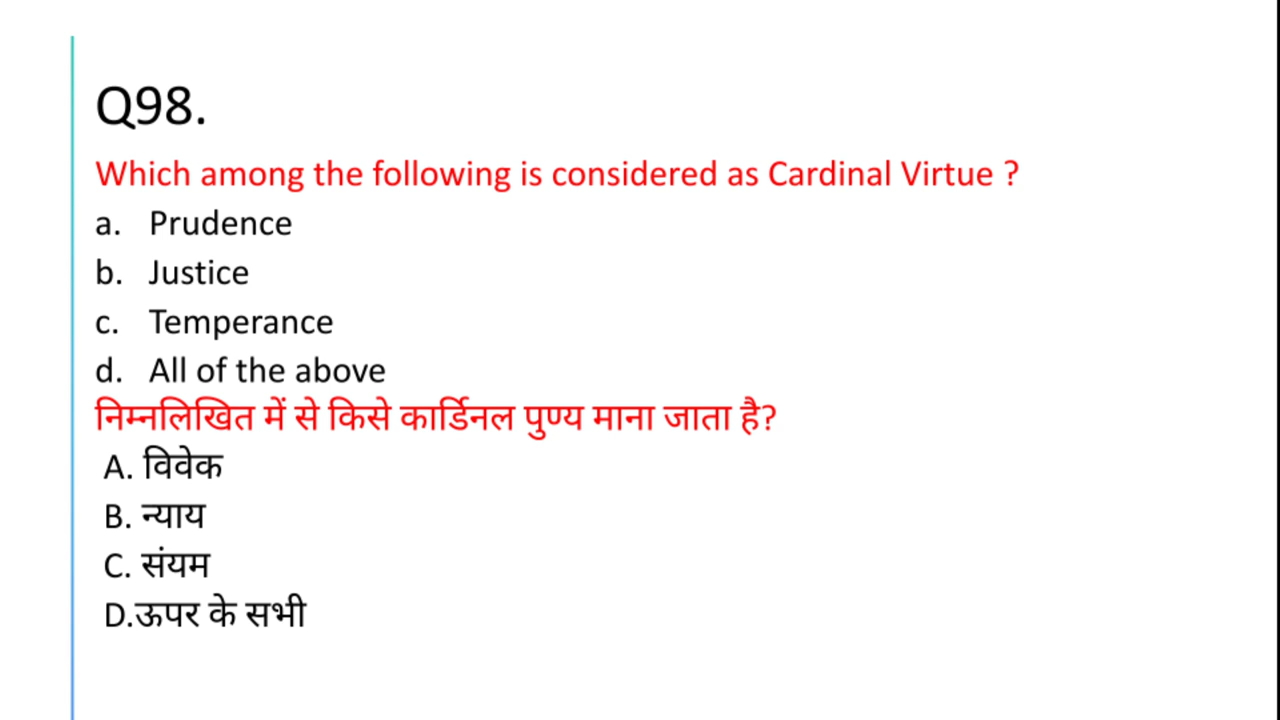 Q98.
Which among the following is considered as Cardinal Virtue ?
a. Prudence
b. Justice
c. Temperance
d. All of the above
निम्नलिखित में से किसे कार्डिनल पुण्य माना जाता है?
A. विवेक
B. न्याय
C. संयम
D.ऊपर के सभी